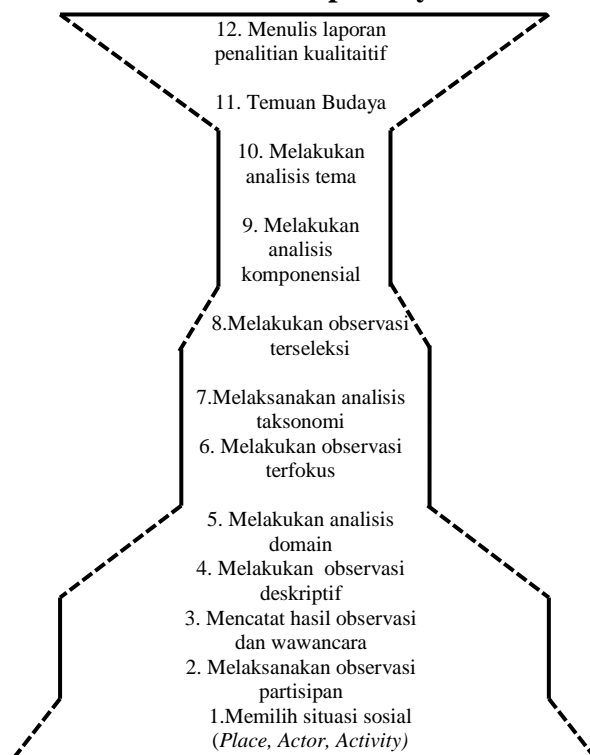 12. Menulis laporan
penalitian kualitaitif
11. Temuan Budaya
10. Melakukan
analisis tema
9. Melakukan
analisis
komponensial
8.Melakukan observasi
terseleksi
7.Melaksanakan analisis
taksonomi
6. Melakukan observasi
terfokus
5. Melakukan analisis
domain
4. Melakukan observasi
deskriptif
3. Mencatat hasil observasi
dan wawancara
2. Melaksanakan observasi
partisipan
1.Memilih situasi sosial
(Place, Actor, Activity)